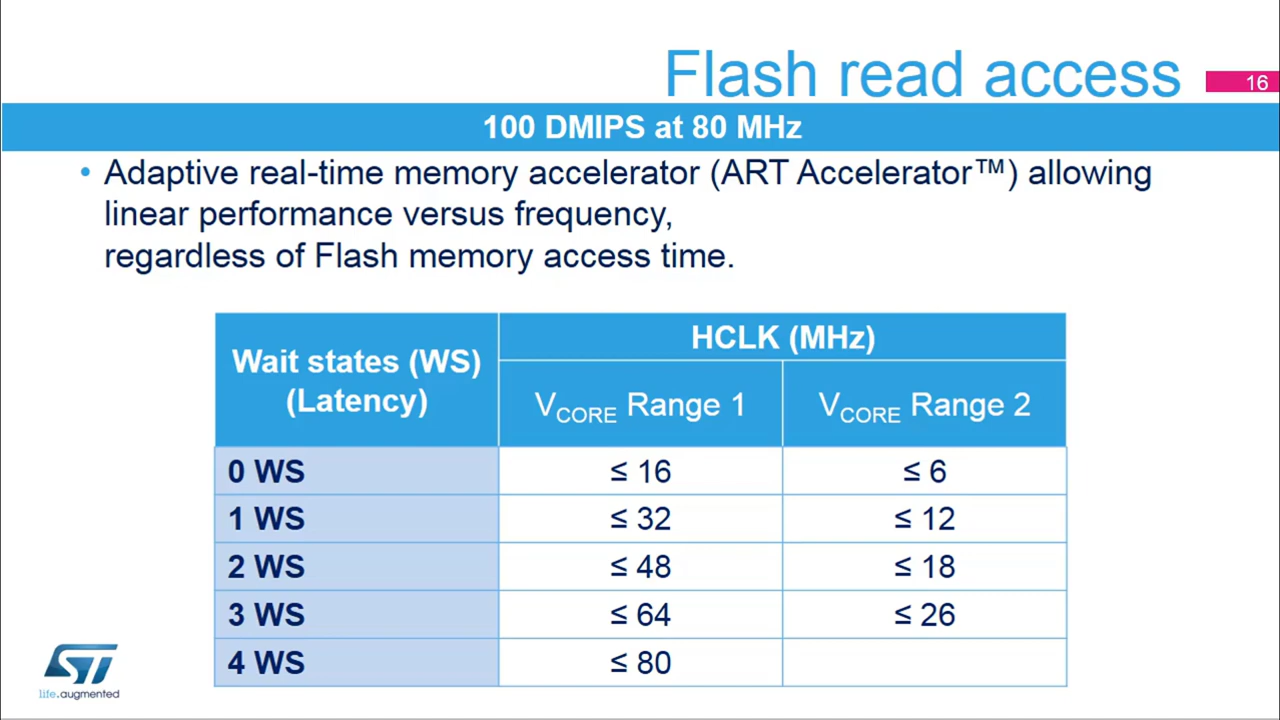 Flash read access
16
100 DMIPS at 80 MHz
• Adaptive real-time memory accelerator (ART Accelerator™) allowing
linear performance versus frequency,
regardless of Flash memory access time.
Wait states (WS)
(Latency)
HCLK (MHz)
VCORE Range 1
VCORE Range 2
0 WS ≤ 16 ≤ 6
1 WS ≤ 32 ≤ 12
2 WS ≤ 48 ≤ 18
3 WS ≤ 64 ≤ 26
4 WS ≤ 80
ST
life.augmented